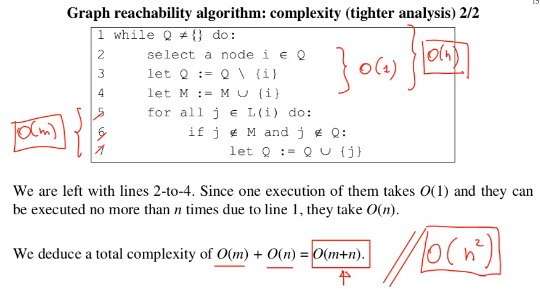 15
Graph reachability algorithm: complexity (tighter analysis) 2/2
1 while Q ≠{} do:
2 select a node i ∈ Q
3 let Q := Q \ {i}
4 let M := M ∪ {i}
5 for all j ∈ L(i) do:
6 if j ∉ M and j ∉ Q:
7 let Q := Q ∪ {j}
O(1)
O(n)
O(m)
We are left with lines 2-to-4. Since one execution of them takes O(1) and they can
be executed no more than n times due to line 1, they take O(n).
We deduce a total complexity of O(m) + O(n) = O(m+n).
// O(n²)